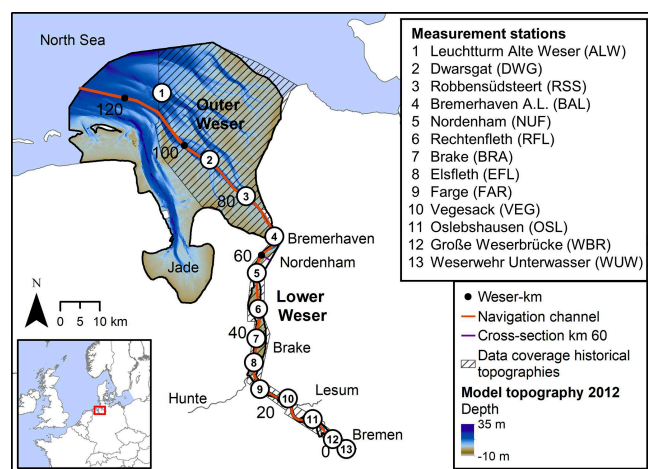 North Sea
Outer
Weser
120
100
80
60
40
20
0
1
2
3
4
5
6
7
8
9
10
11
12
13
Bremerhaven
Nordenham
Jade
Lower
Weser
Brake
Hunte
Lesum
Bremen
N
0 5 10 km
Measurement stations
1 Leuchtturm Alte Weser (ALW)
2 Dwarsgat (DWG)
3 Robbensüdsteert (RSS)
4 Bremerhaven A.L. (BAL)
5 Nordenham (NUF)
6 Rechtenfleth (RFL)
7 Brake (BRA)
8 Elsfleth (EFL)
9 Farge (FAR)
10 Vegesack (VEG)
11 Oslebshausen (OSL)
12 Große Weserbrücke (WBR)
13 Weserwehr Unterwasser (WUW)
Weser-km
Navigation channel
Cross-section km 60
Data coverage historical
topographies
Model topography 2012
Depth
35 m
-10 m